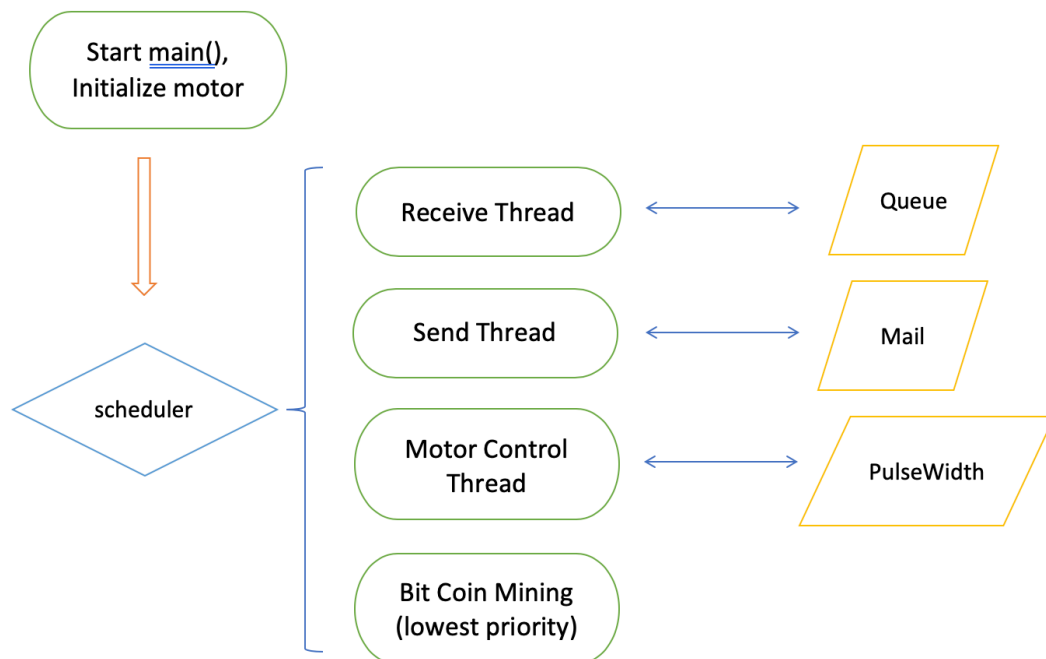 Start main(),
Initialize motor
Receive Thread
Queue
Send Thread
Mail
scheduler
Motor Control
Thread
PulseWidth
Bit Coin Mining
(lowest priority)